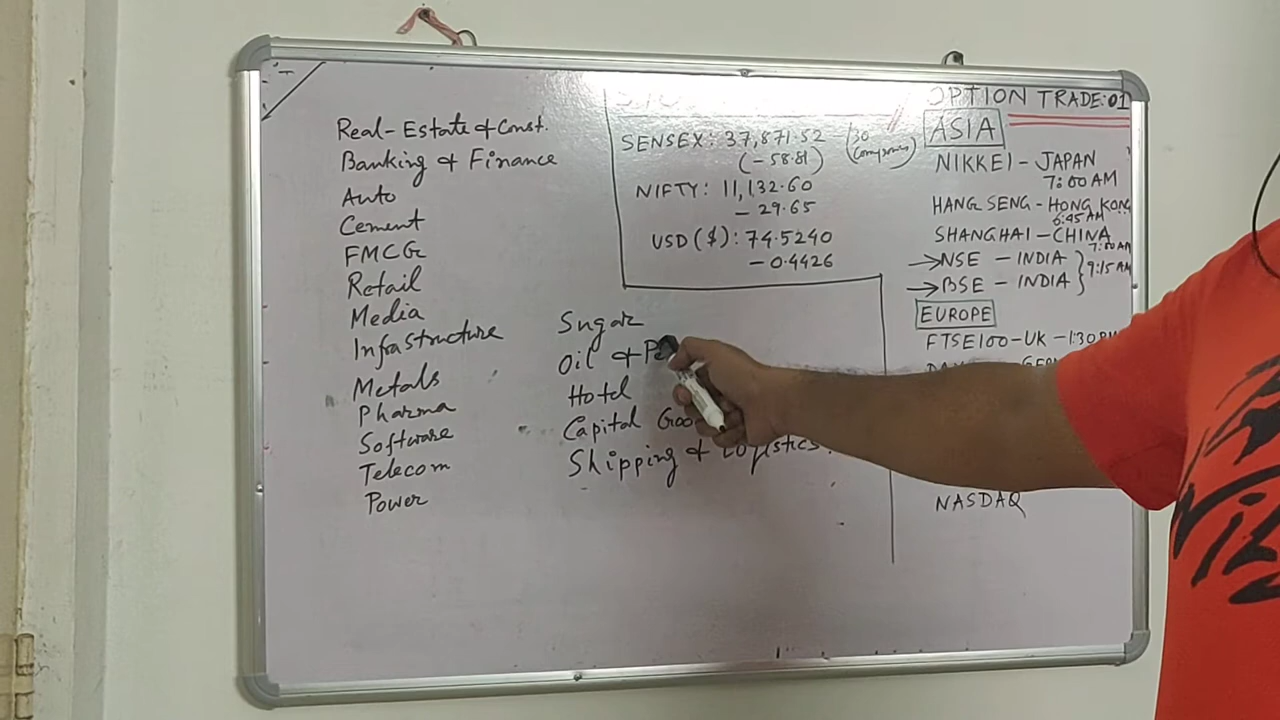 Real-Estate & Const.
Banking & Finance
Auto
Cement
FMCG
Retail
Media
Infrastructure
Metals
Pharma
Software
Telecom
Power
Sugar
Oil &
Hotel
Capital
Shipping & Logistics.
SENSEX: 37,871.52
(-58.81)
(30 Companies)
NIFTY: 11,132.60
- 29.65
USD ($): 74.5240
- 0.4426
OPTION TRADE:01
ASIA
NIKKEI - JAPAN
7:00 AM
HANG SENG - HONG KONG
6:45 AM
SHANGHAI - CHINA
7:00 AM
→ NSE - INDIA
→ BSE - INDIA
9:15 AM
EUROPE
FTSE100 - UK - 1:30 PM
NASDAQ